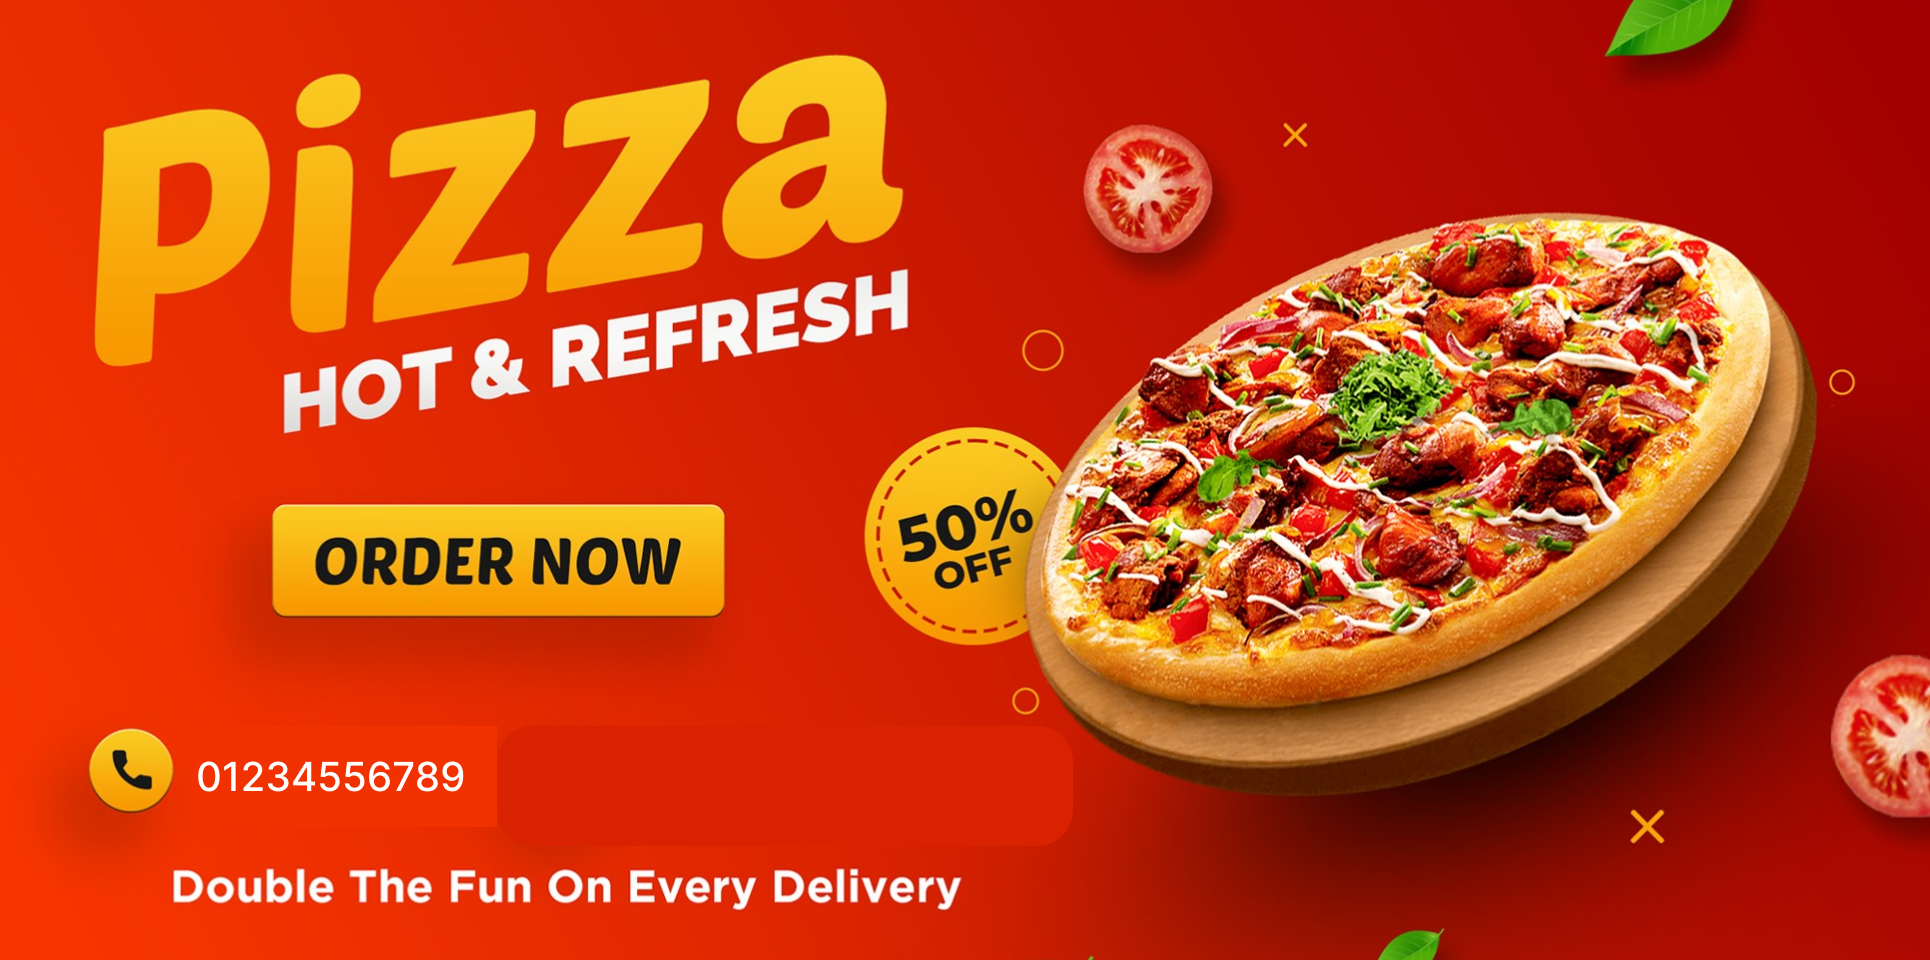 Pizza
HOT & REFRESH
ORDER NOW
50%
OFF
01234556789
Double The Fun On Every Delivery